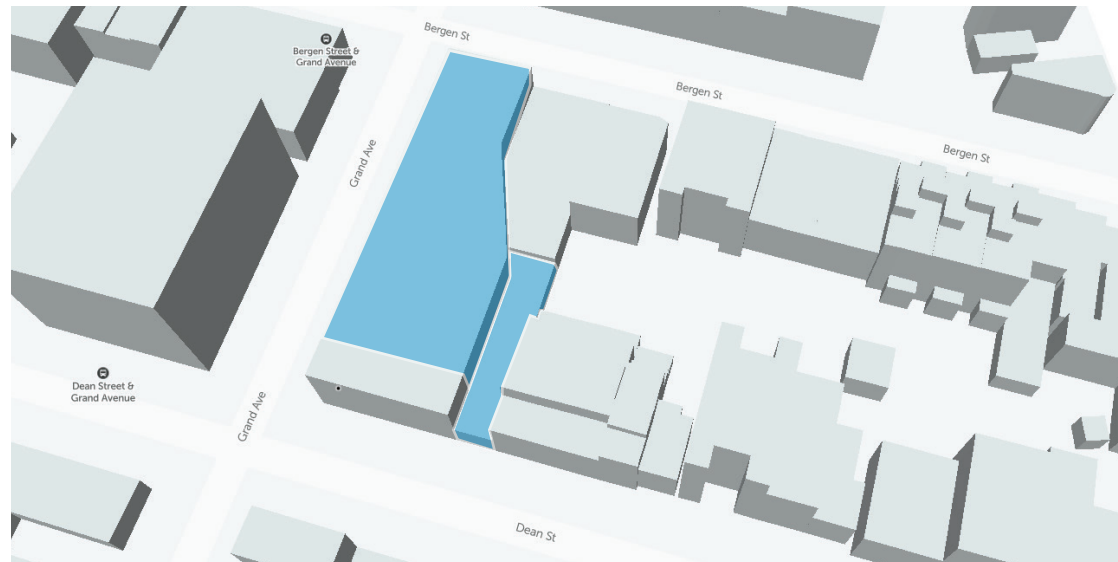 Bergen St
Bergen Street &
Grand Avenue
Bergen St
Bergen St
Grand Ave
Dean Street &
Grand Avenue
Grand Ave
Dean St